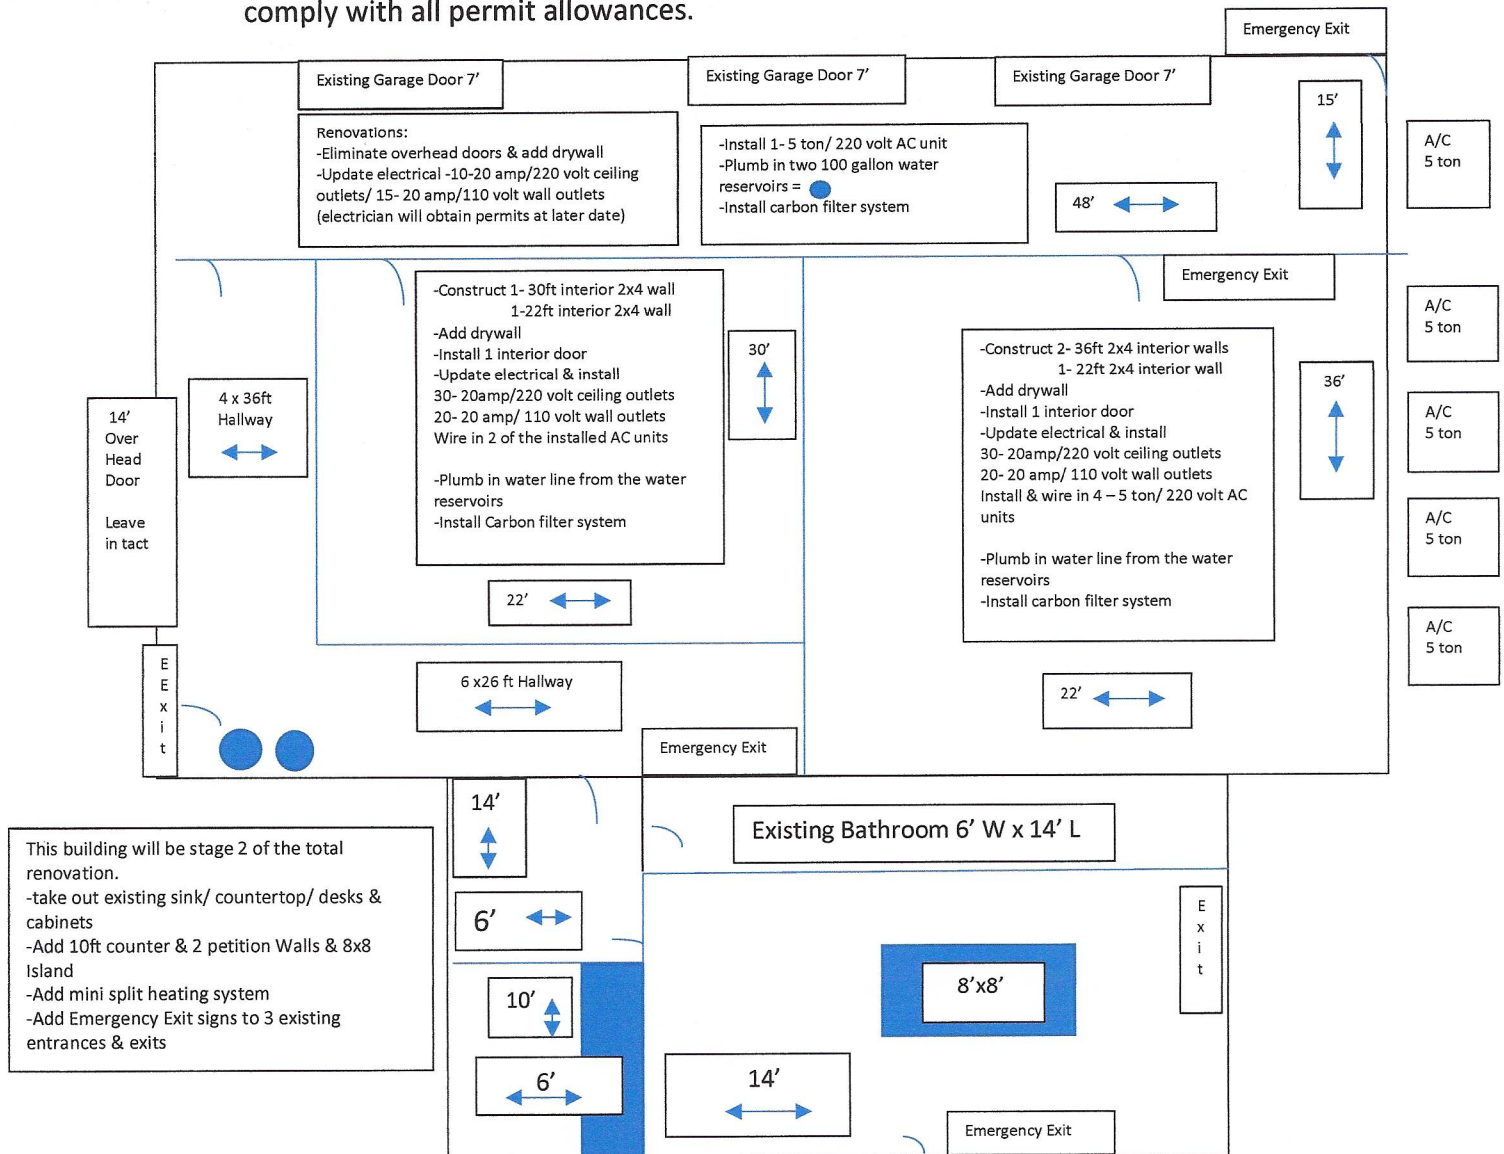 comply with all permit allowances.
Emergency Exit
Existing Garage Door 7’
Existing Garage Door 7’
Existing Garage Door 7’
Renovations:
-Eliminate overhead doors & add drywall
-Update electrical -10-20 amp/220 volt ceiling
outlets/ 15- 20 amp/110 volt wall outlets
(electrician will obtain permits at later date)
-Install 1- 5 ton/ 220 volt AC unit
-Plumb in two 100 gallon water
reservoirs =
-Install carbon filter system
48’
15’
A/C
5 ton
Emergency Exit
-Construct 1- 30ft interior 2x4 wall
1-22ft interior 2x4 wall
-Add drywall
-Install 1 interior door
-Update electrical & install
30- 20amp/220 volt ceiling outlets
20- 20 amp/ 110 volt wall outlets
Wire in 2 of the installed AC units
-Plumb in water line from the water
reservoirs
-Install Carbon filter system
30’
-Construct 2- 36ft 2x4 interior walls
1- 22ft 2x4 interior wall
-Add drywall
-Install 1 interior door
-Update electrical & install
30- 20amp/220 volt ceiling outlets
20- 20 amp/ 110 volt wall outlets
Install & wire in 4 – 5 ton/ 220 volt AC
units
-Plumb in water line from the water
reservoirs
-Install carbon filter system
36’
A/C
5 ton
A/C
5 ton
A/C
5 ton
A/C
5 ton
14’
Over
Head
Door
Leave
in tact
4 x 36ft
Hallway
22’
22’
E
E
x
i
t
6 x26 ft Hallway
Emergency Exit
14’
Existing Bathroom 6’ W x 14’ L
This building will be stage 2 of the total
renovation.
-take out existing sink/ countertop/ desks &
cabinets
-Add 10ft counter & 2 petition Walls & 8x8
Island
-Add mini split heating system
-Add Emergency Exit signs to 3 existing
entrances & exits
6’
E
x
i
t
10’
8’x8’
6’
14’
Emergency Exit